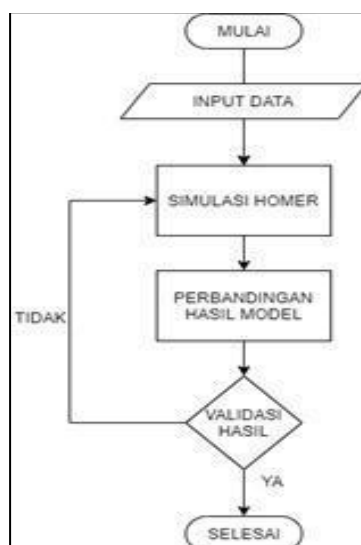 MULAI
INPUT DATA
SIMULASI HOMER
PERBANDINGAN
HASIL MODEL
TIDAK
VALIDASI
HASIL
YA
SELESAI